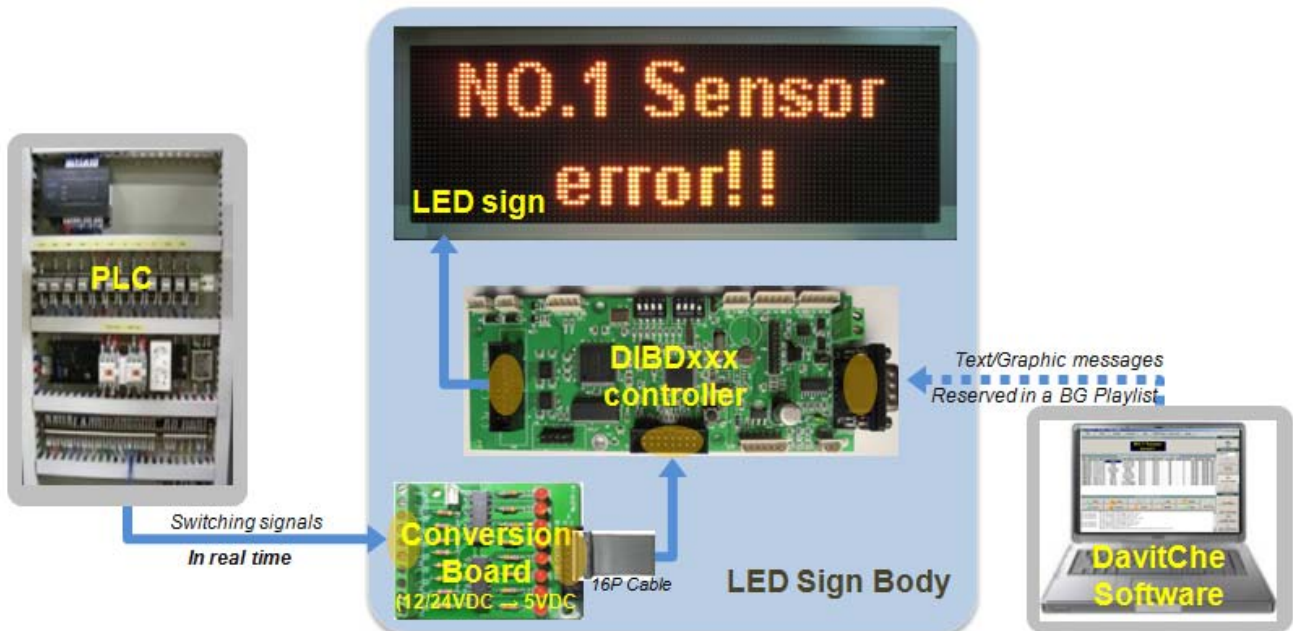 NO.1 Sensor
error!!
LED sign
PLC
DIBDxxx
controller
Text/Graphic messages
Reserved in a BG Playlist
Switching signals
In real time
Conversion
Board
(12/24VDC → 5VDC
16P Cable
LED Sign Body
DavitChe
Software